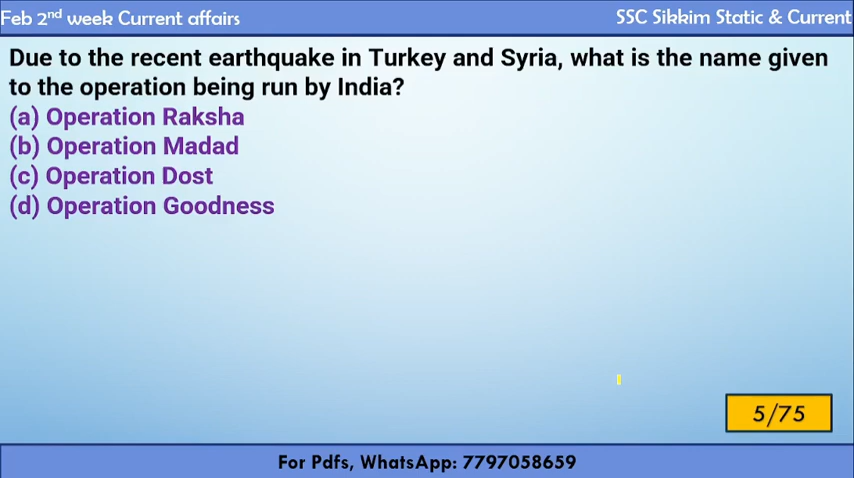 Feb 2nd week Current affairs
SSC Sikkim Static & Current
Due to the recent earthquake in Turkey and Syria, what is the name given
to the operation being run by India?
(a) Operation Raksha
(b) Operation Madad
(c) Operation Dost
(d) Operation Goodness
5/75
For Pdfs, WhatsApp: 7797058659